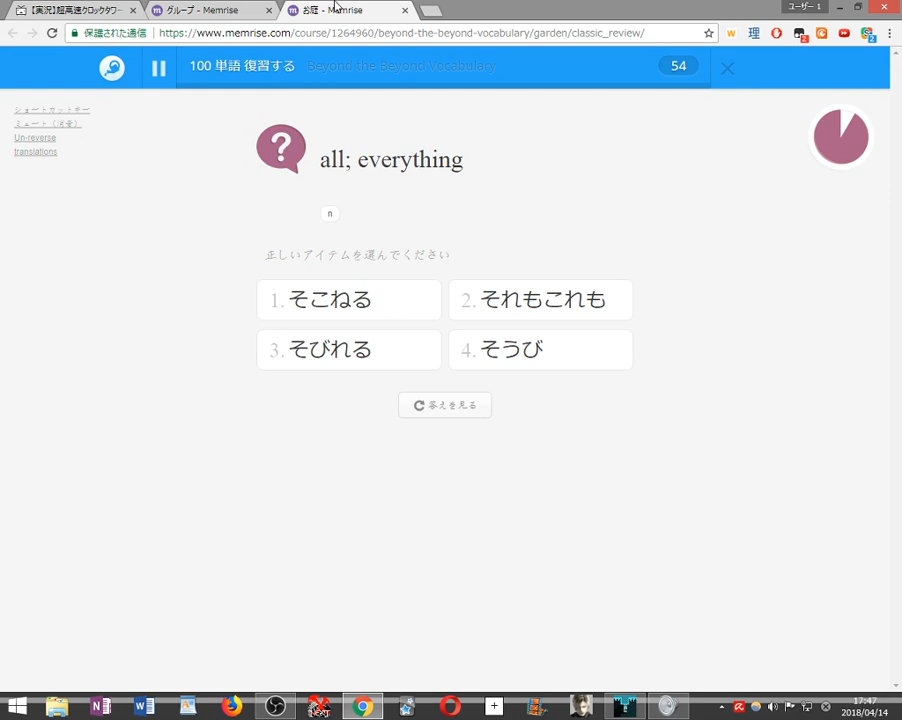 【実況】超高速クロックタワー
グループ - Memrise
お庭 - Memrise
ユーザー 1
保護された通信
https://www.memrise.com/course/1264960/beyond-the-beyond-vocabulary/garden/classic_review/
100 単語 復習する
Beyond the Beyond Vocabulary
54
ショートカットキー
ミュート（消音）
Un-reverse
translations
all; everything
n
正しいアイテムを選んでください
1. そこねる
2. それもこれも
3. そびれる
4. そうび
答えを見る
17:47
2018/04/14